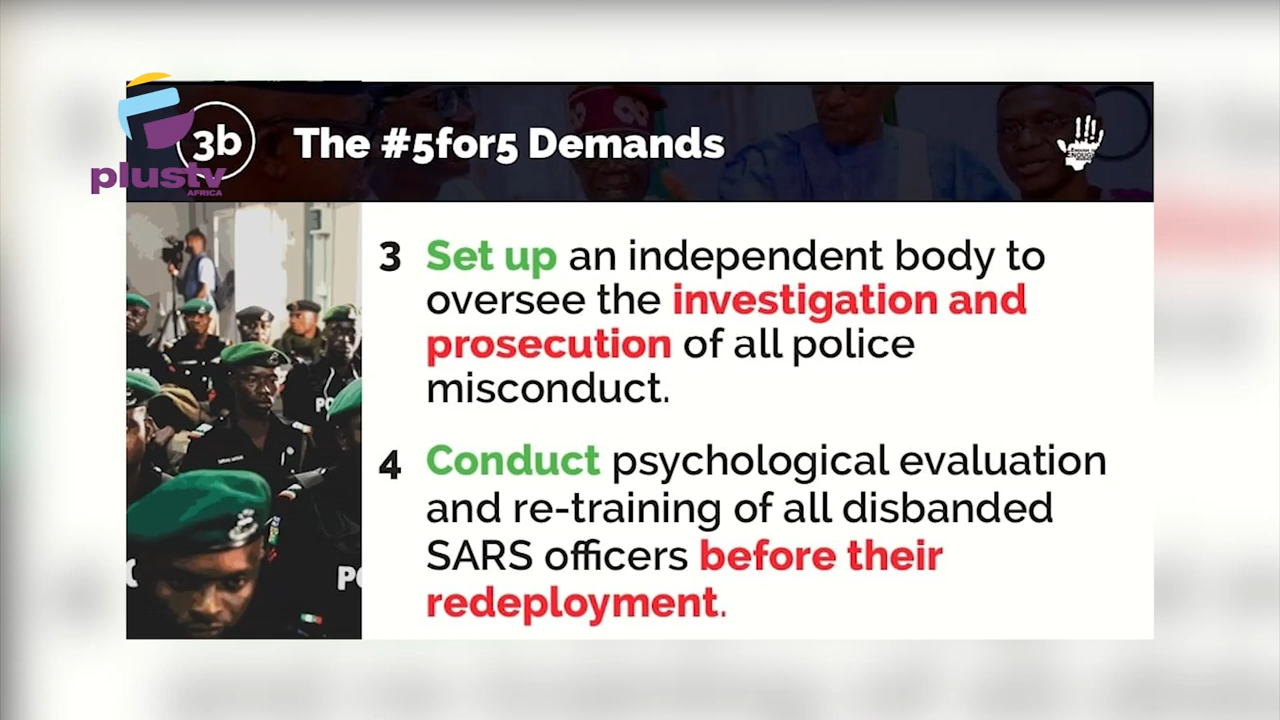 plustv
AFRICA
3b
The #5for5 Demands
ENOUGH
3 Set up an independent body to
oversee the investigation and
prosecution of all police
misconduct.
4 Conduct psychological evaluation
and re-training of all disbanded
SARS officers before their
redeployment.